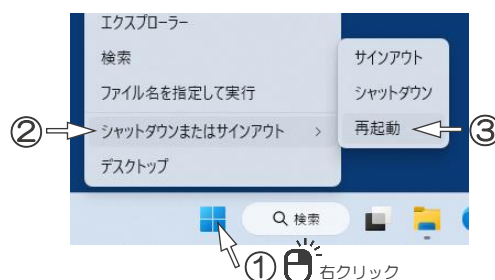 エクスプローラー
検索
ファイル名を指定して実行
② シャットダウンまたはサインアウト >
デスクトップ
サインアウト
シャットダウン
再起動 ③
検索
① 右クリック